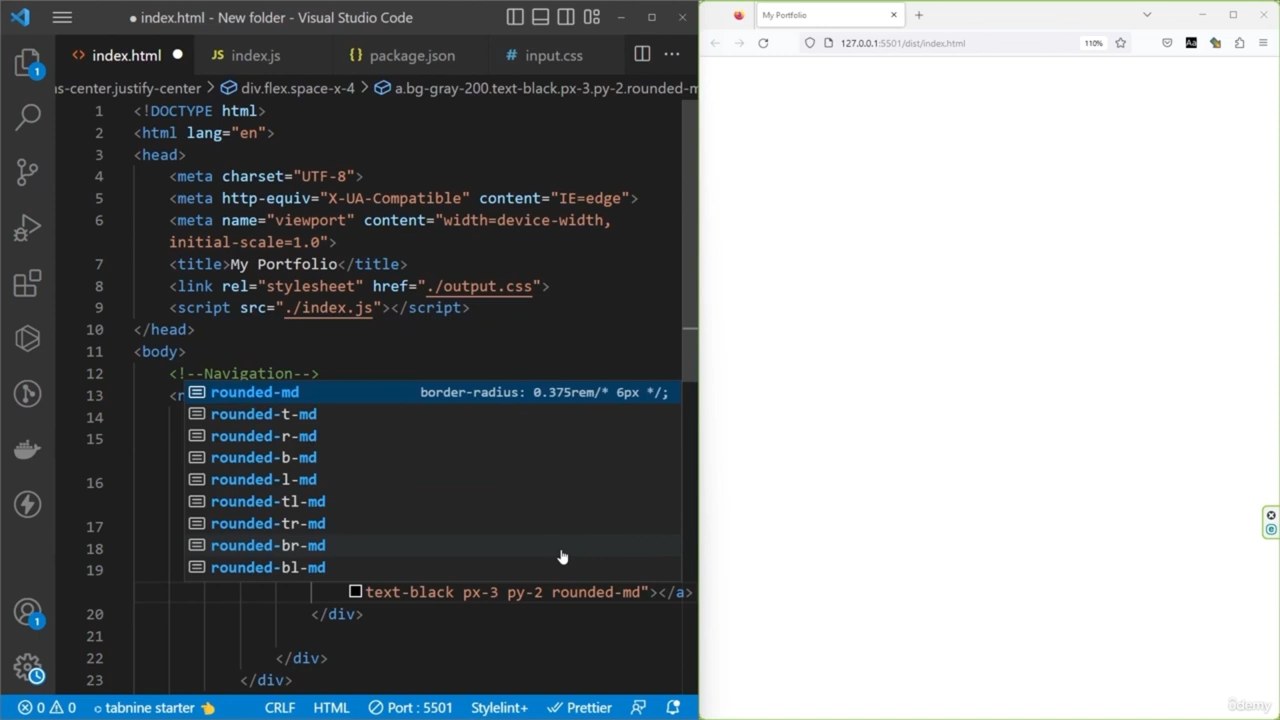 index.html - New folder - Visual Studio Code
index.html
index.js
package.json
input.css
ns-center.justify-center > div.flex.space-x-4 > a.bg-gray-200.text-black.px-3.py-2.rounded-m
1 <!DOCTYPE html>
2 <html lang="en">
3 <head>
4 <meta charset="UTF-8">
5 <meta http-equiv="X-UA-Compatible" content="IE=edge">
6 <meta name="viewport" content="width=device-width,
initial-scale=1.0">
7 <title>My Portfolio</title>
8 <link rel="stylesheet" href="./output.css">
9 <script src="./index.js"></script>
10 </head>
11 <body>
12 <!--Navigation-->
13 <n
rounded-md border-radius: 0.375rem/* 6px */;
14 rounded-t-md
15 rounded-r-md
rounded-b-md
16 rounded-l-md
rounded-tl-md
17 rounded-tr-md
18 rounded-br-md
19 rounded-bl-md
text-black px-3 py-2 rounded-md"></a>
20 </div>
21
22 </div>
23 </div>
1
1
0 0 tabnine starter 👈 CRLF HTML Port : 5501 Stylelint+ Prettier
My Portfolio
127.0.0.1:5501/dist/index.html
110%
Aa
ûdemy